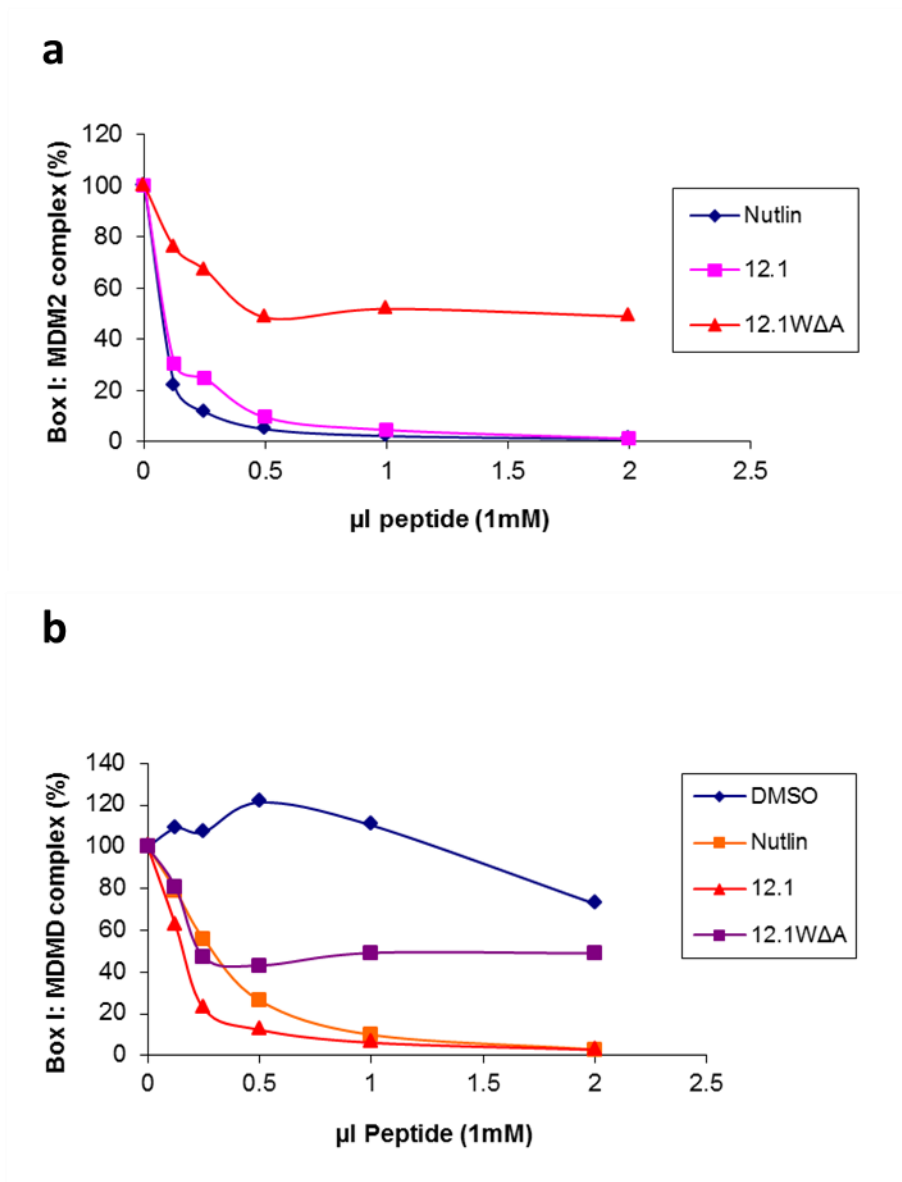 a
Box I: MDM2 complex (%)
120
100
80
60
40
20
0
0 0.5 1 1.5 2 2.5
µl peptide (1mM)
Nutlin
12.1
12.1WΔA
b
Box I: MDMD complex (%)
140
120
100
80
60
40
20
0
0 0.5 1 1.5 2 2.5
µl Peptide (1mM)
DMSO
Nutlin
12.1
12.1WΔA